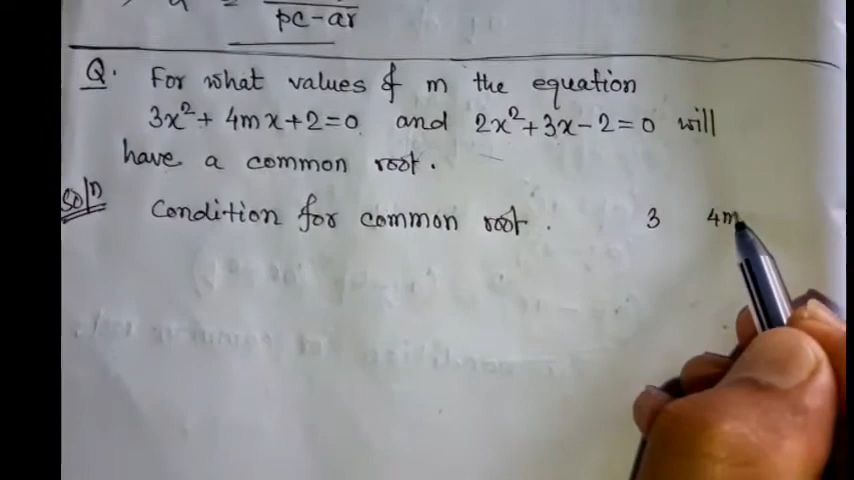 pc-ar
Q. For what values of m the equation
3x²+ 4mx+2=0 and 2x²+3x-2=0 will
have a common root.
Solⁿ Condition for common root. 3 4m